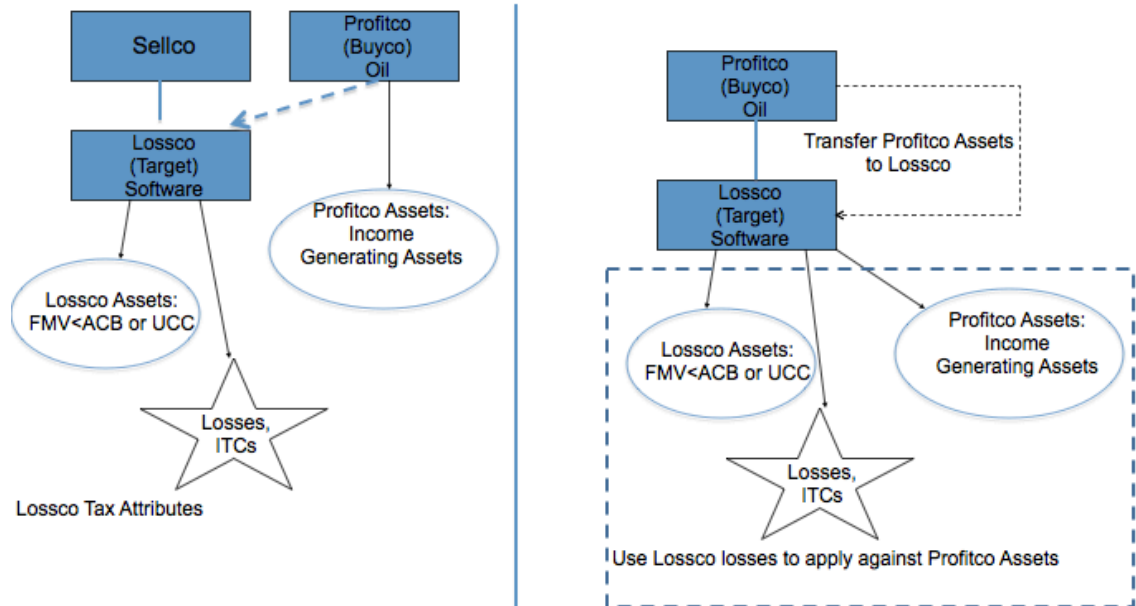 Sellco
Profitco
(Buyco)
Oil
Lossco
(Target)
Software
Profitco Assets:
Income
Generating Assets
Lossco Assets:
FMV<ACB or UCC
Losses,
ITCs
Lossco Tax Attributes
Profitco
(Buyco)
Oil
Transfer Profitco Assets
to Lossco
Lossco
(Target)
Software
Lossco Assets:
FMV<ACB or UCC
Profitco Assets:
Income
Generating Assets
Losses,
ITCs
Use Lossco losses to apply against Profitco Assets